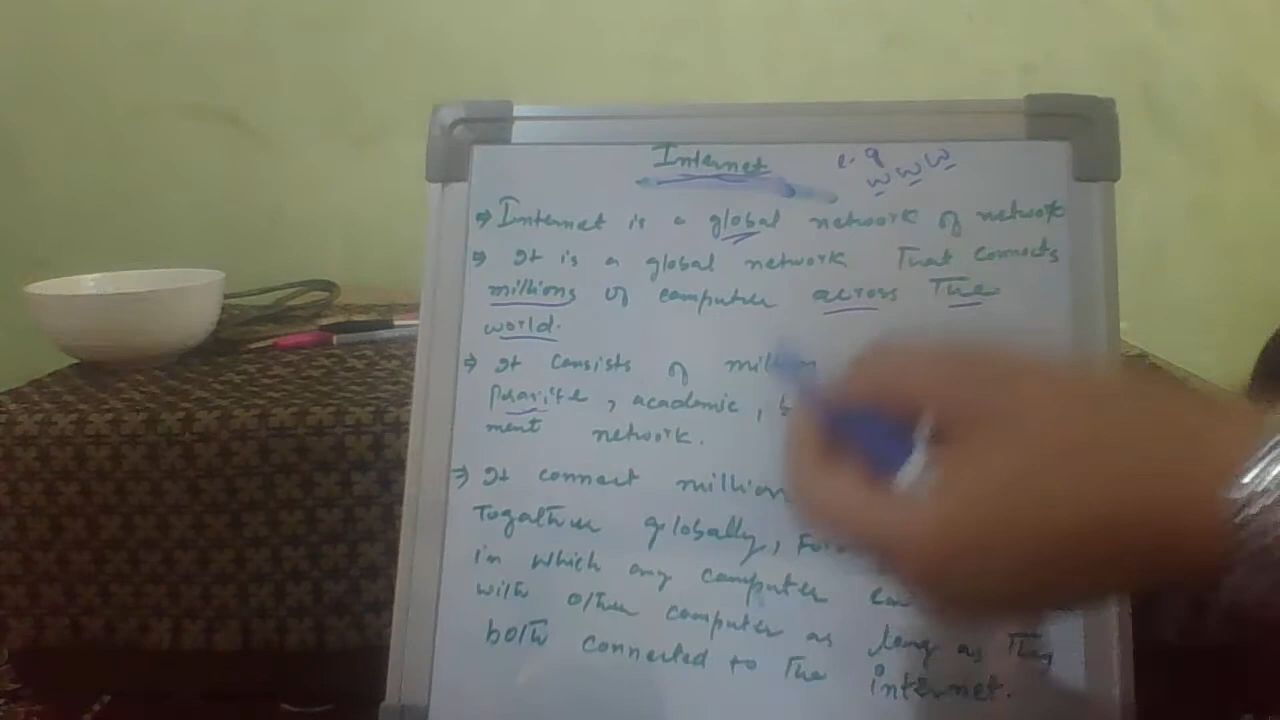 Internet e.g
w w w
⇒ Internet is a global network of network
⇒ It is a global network That connects
millions of computer across The
world.
⇒ It consists of million
Private, academic,
ment network.
⇒ It connect million
Together globally,
in which any computer
with other computer as long as They
both connected to The internet.